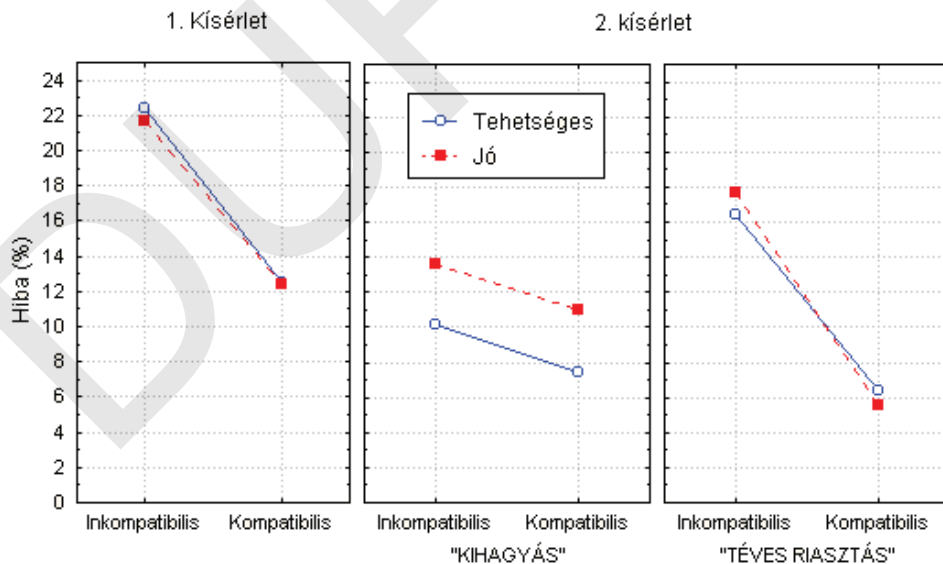 1. Kísérlet
2. kísérlet
Hiba (%)
24
22
20
18
16
14
12
10
8
6
4
2
0
Tehetséges
Jó
Inkompatibilis Kompatibilis
Inkompatibilis Kompatibilis
Inkompatibilis Kompatibilis
"KIHAGYÁS"
"TÉVES RIASZTÁS"